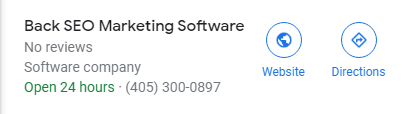 Back SEO Marketing Software
No reviews
Software company
Open 24 hours · (405) 300-0897
Website
Directions